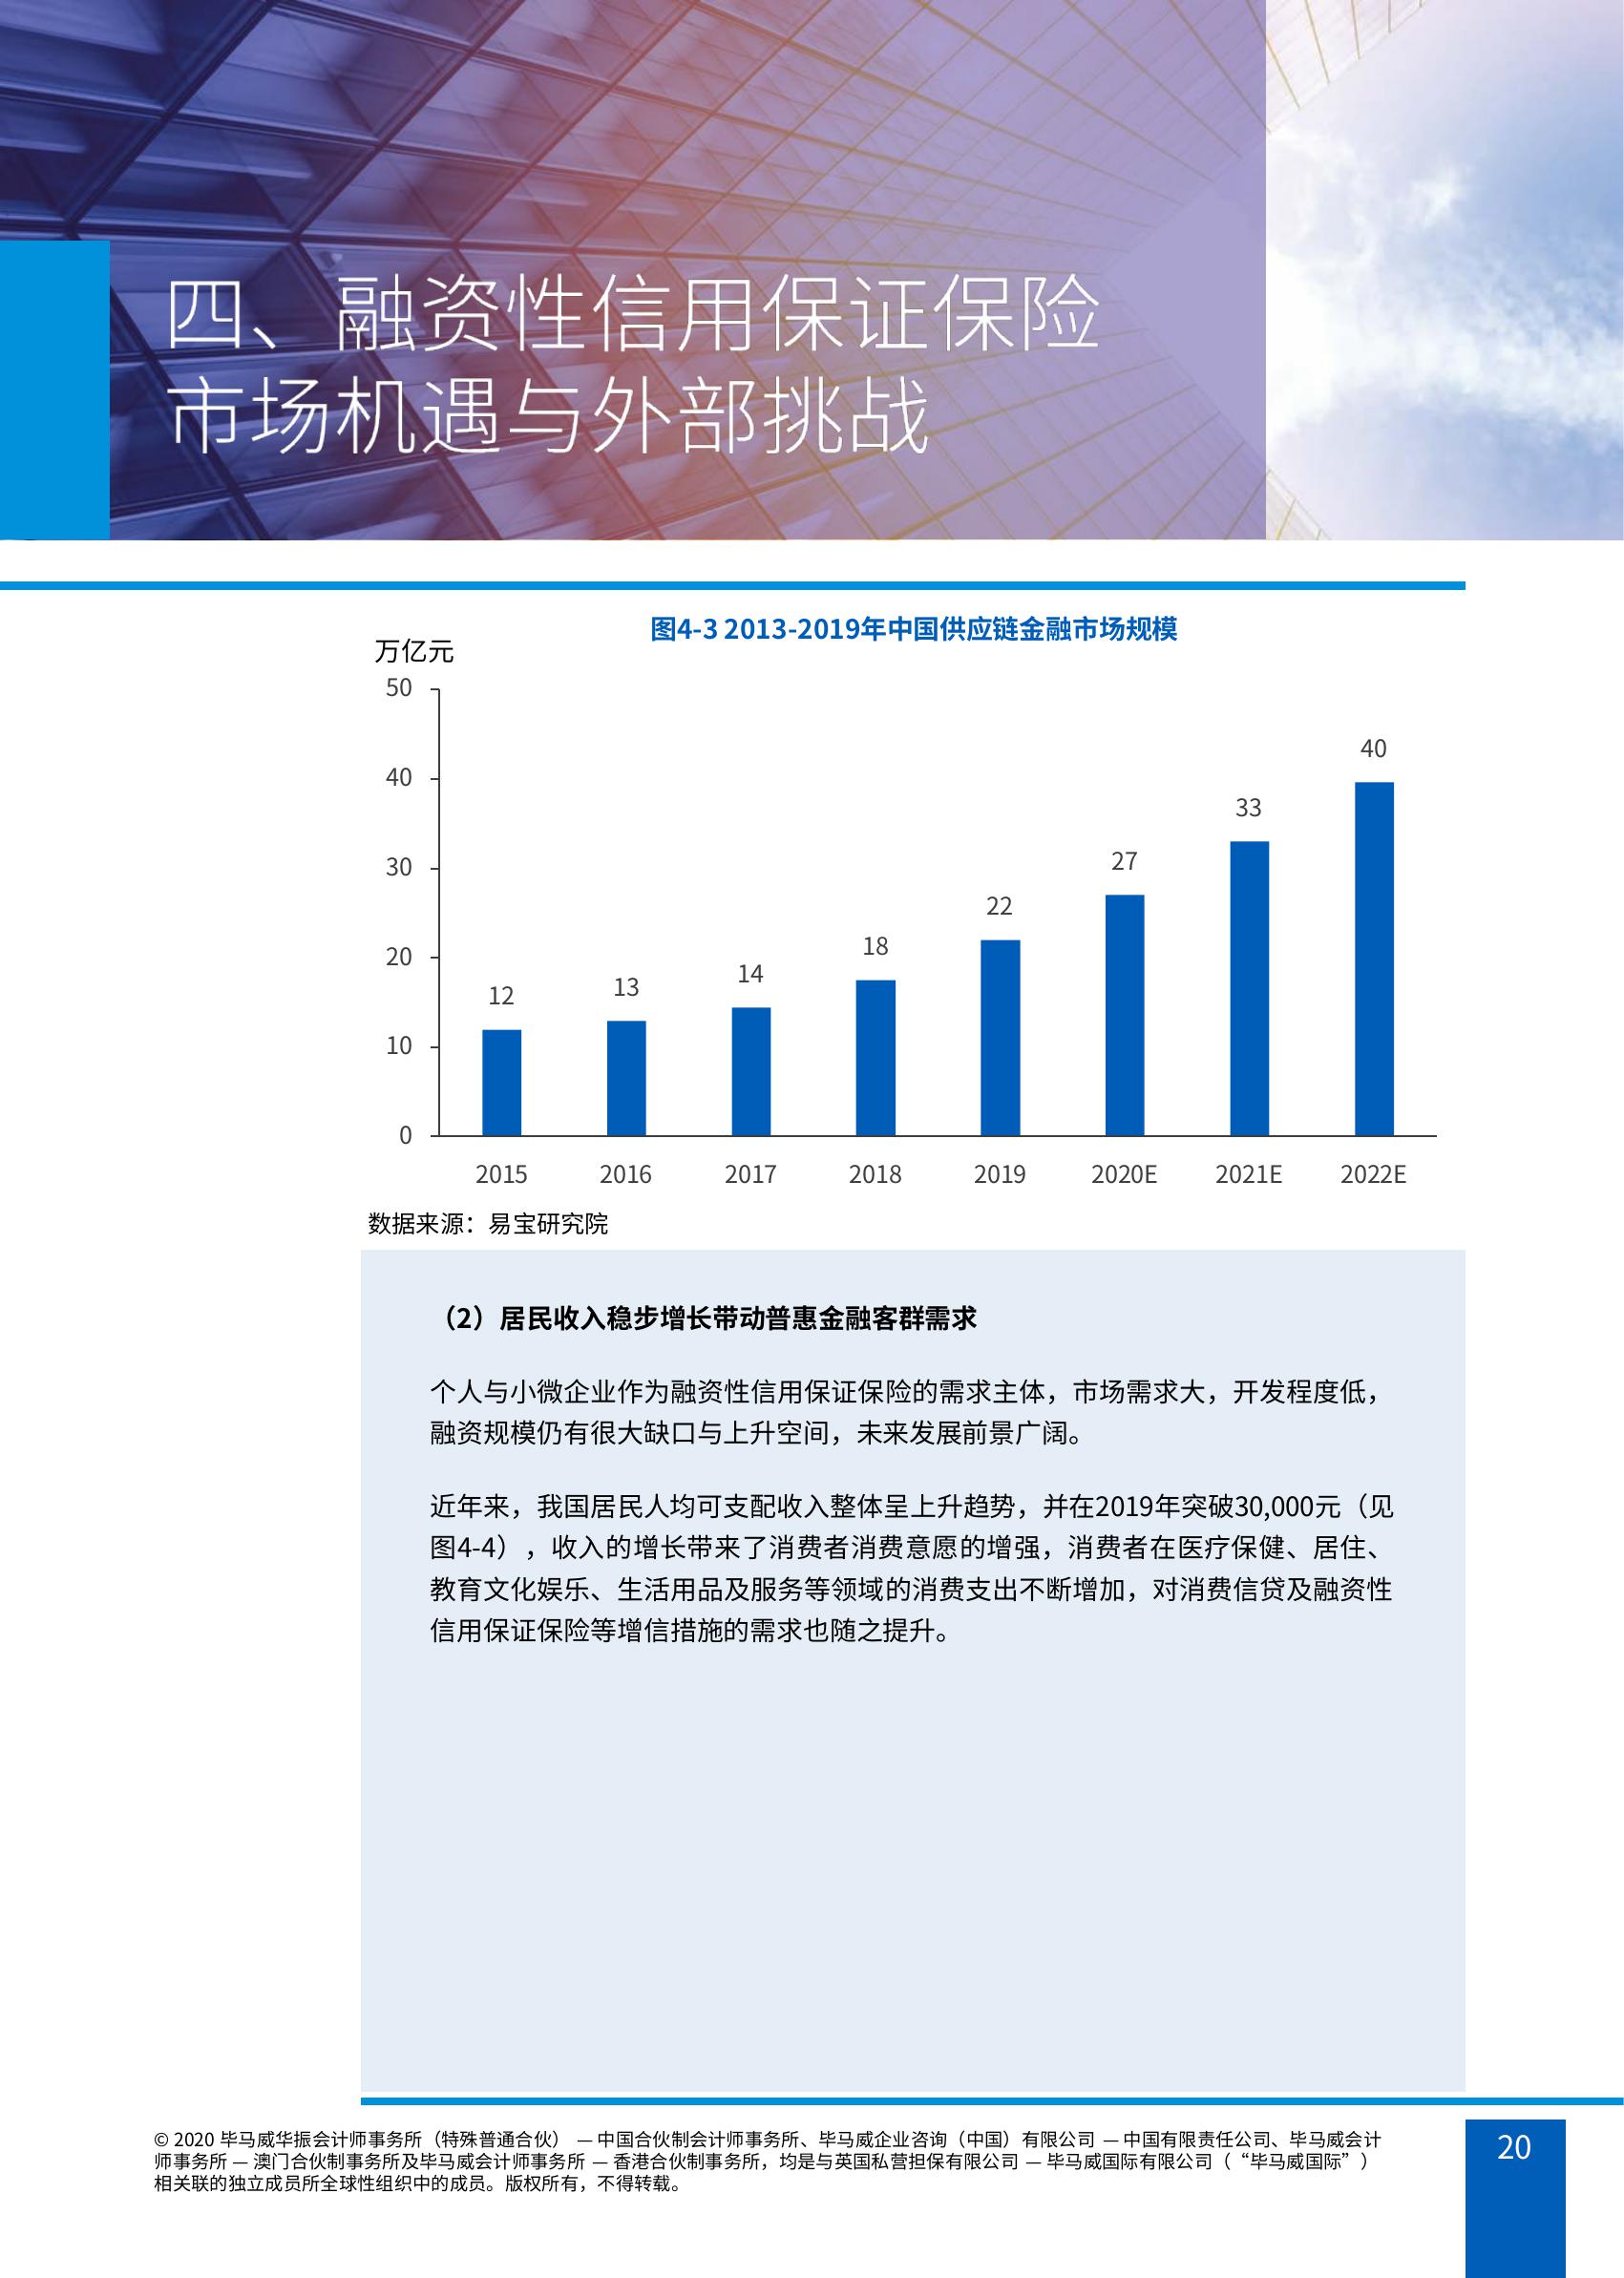 四、融资性信用保证保险
市场机遇与外部挑战
图4-3 2013-2019年中国供应链金融市场规模
万亿元
50
40
30
20
10
0
12
13
14
18
22
27
33
40
2015 2016 2017 2018 2019 2020E 2021E 2022E
数据来源：易宝研究院
（2）居民收入稳步增长带动普惠金融客群需求
个人与小微企业作为融资性信用保证保险的需求主体，市场需求大，开发程度低，
融资规模仍有很大缺口与上升空间，未来发展前景广阔。
近年来，我国居民人均可支配收入整体呈上升趋势，并在2019年突破30,000元（见
图4-4），收入的增长带来了消费者消费意愿的增强，消费者在医疗保健、居住、
教育文化娱乐、生活用品及服务等领域的消费支出不断增加，对消费信贷及融资性
信用保证保险等增信措施的需求也随之提升。
© 2020 毕马威华振会计师事务所（特殊普通合伙） — 中国合伙制会计师事务所、毕马威企业咨询（中国）有限公司 — 中国有限责任公司、毕马威会计
师事务所 — 澳门合伙制事务所及毕马威会计师事务所 — 香港合伙制事务所，均是与英国私营担保有限公司 — 毕马威国际有限公司（“毕马威国际”）
相关联的独立成员所全球性组织中的成员。版权所有，不得转载。
20